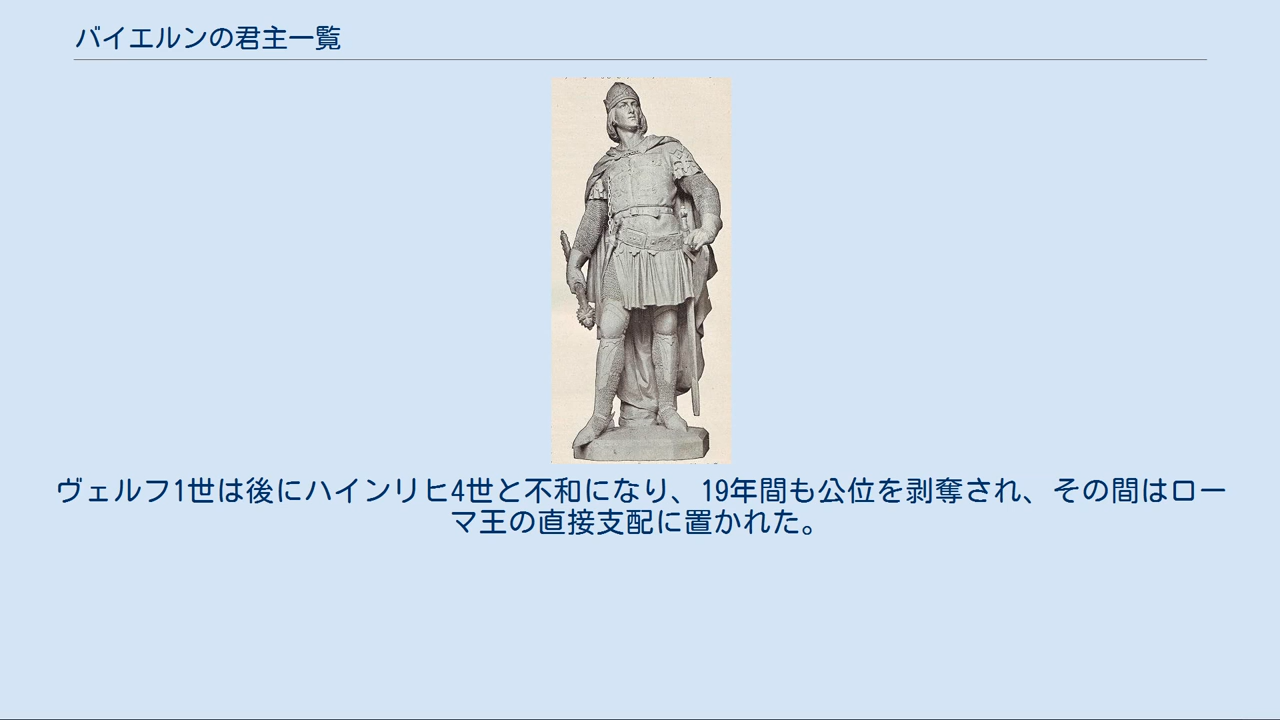 バイエルンの君主一覧
ヴェルフ1世は後にハインリヒ4世と不和になり、19年間も公位を剥奪され、その間はロー
マ王の直接支配に置かれた。